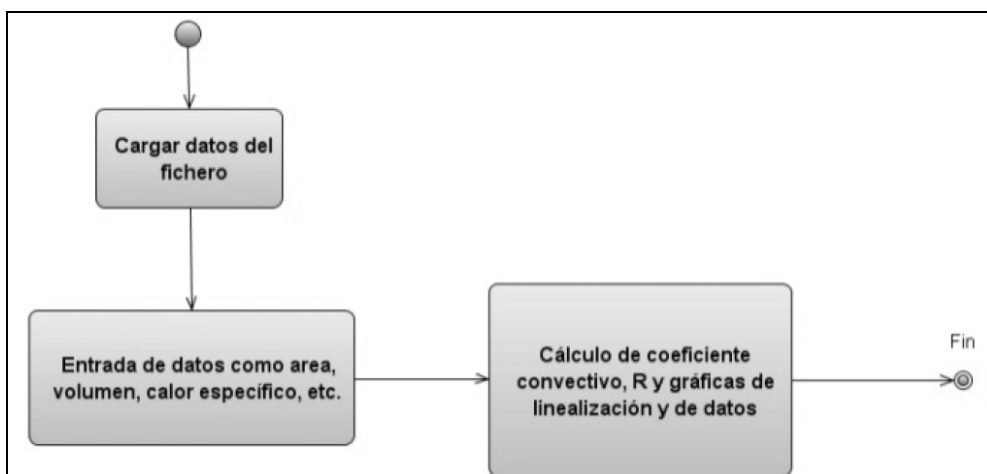 Cargar datos del
fichero
Entrada de datos como area,
volumen, calor específico, etc.
Cálculo de coeficiente
convectivo, R y gráficas de
linealización y de datos
Fin